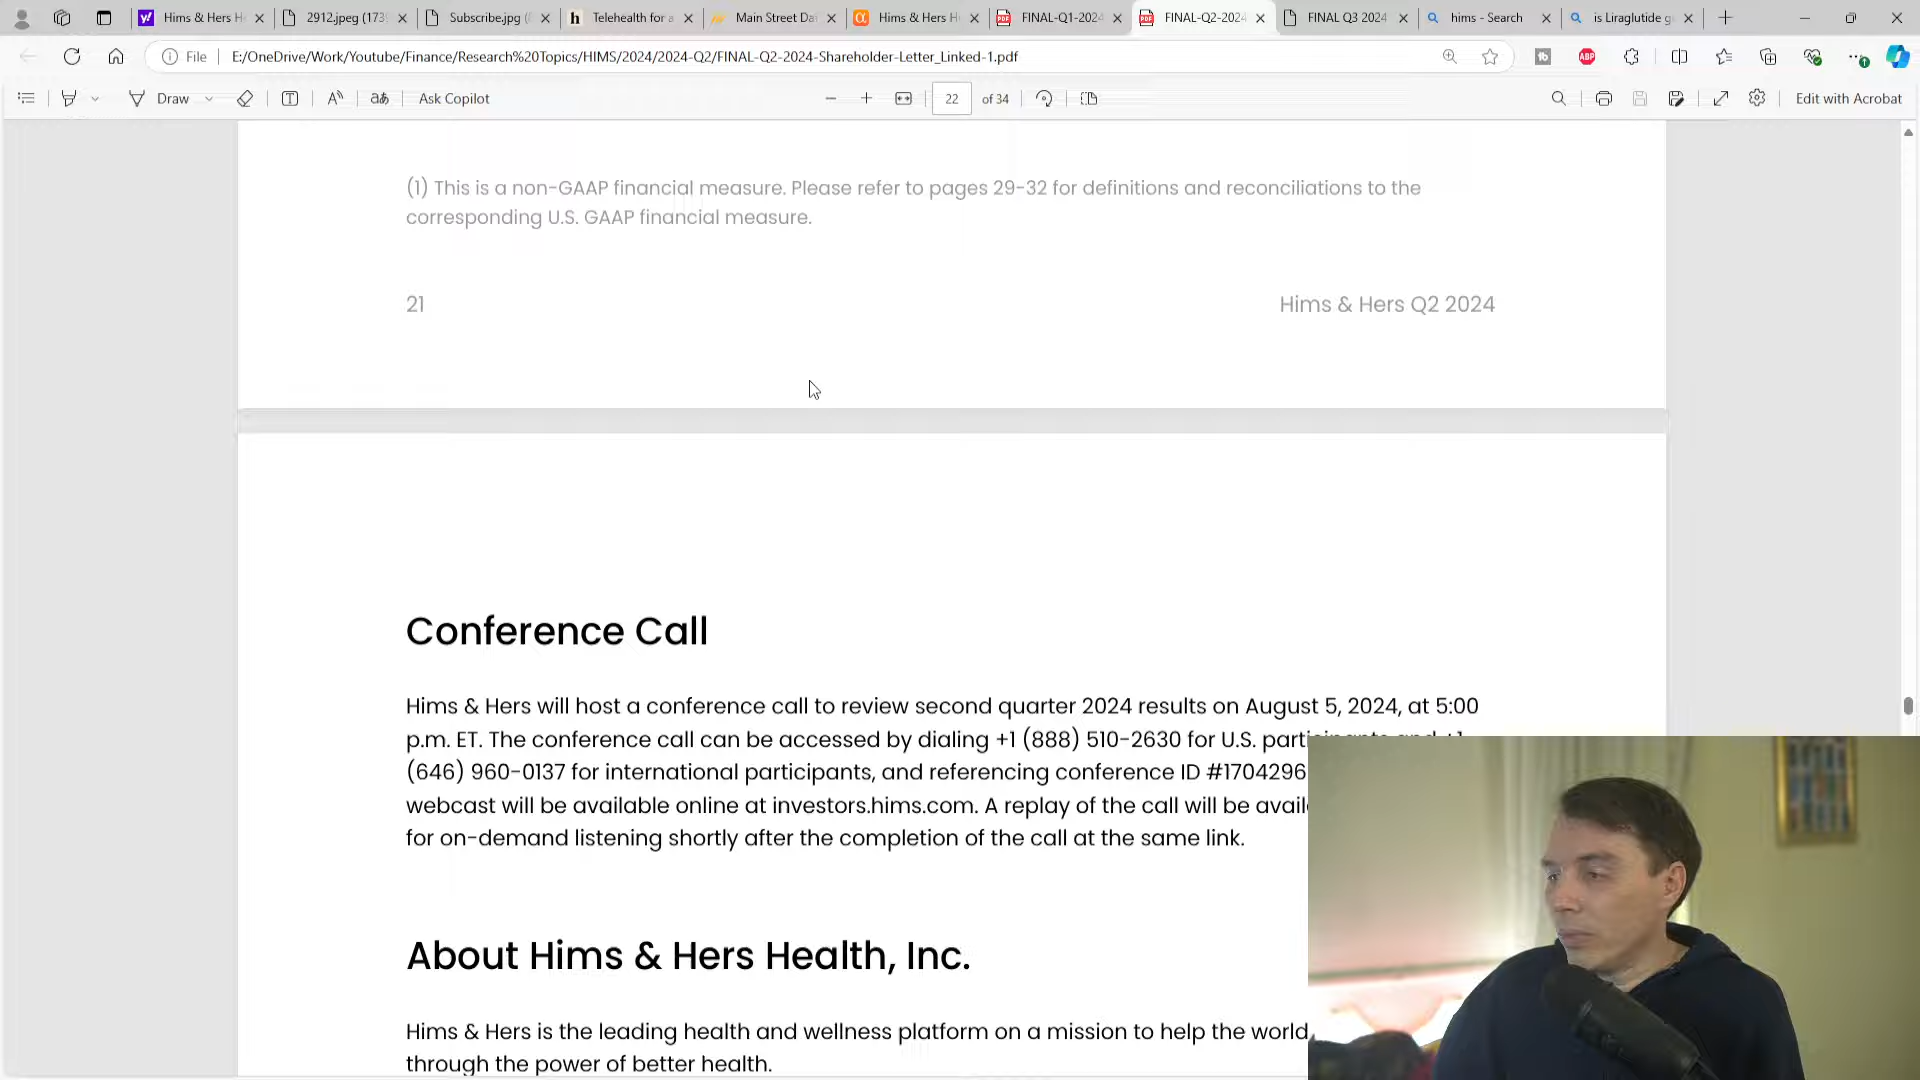 Hims & Hers H
2912.jpeg (173
Subscribe.jpg (
Telehealth for a
Main Street Da
Hims & Hers H
FINAL-Q1-2024
FINAL-Q2-2024
FINAL Q3 2024
hims - Search
is Liraglutide g
File E:/OneDrive/Work/Youtube/Finance/Research%20Topics/HIMS/2024/2024-Q2/FINAL-Q2-2024-Shareholder-Letter_Linked-1.pdf
Draw Ask Copilot 22 of 34 Edit with Acrobat
(1) This is a non-GAAP financial measure. Please refer to pages 29-32 for definitions and reconciliations to the
corresponding U.S. GAAP financial measure.
21 Hims & Hers Q2 2024
Conference Call
Hims & Hers will host a conference call to review second quarter 2024 results on August 5, 2024, at 5:00
p.m. ET. The conference call can be accessed by dialing +1 (888) 510-2630 for U.S. participants and +1
(646) 960-0137 for international participants, and referencing conference ID #1704296
webcast will be available online at investors.hims.com. A replay of the call will be avail
for on-demand listening shortly after the completion of the call at the same link.
About Hims & Hers Health, Inc.
Hims & Hers is the leading health and wellness platform on a mission to help the world
through the power of better health.